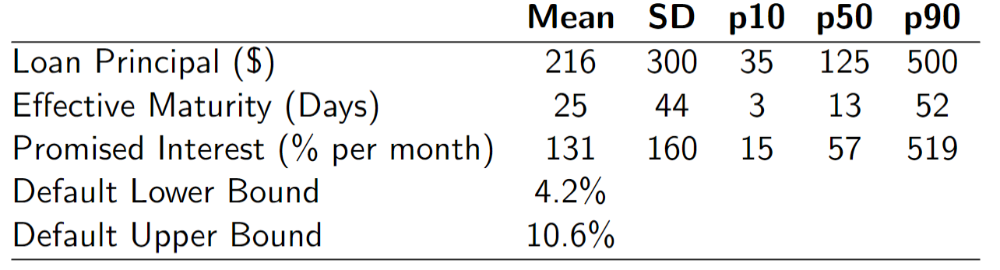 Mean SD p10 p50 p90
Loan Principal ($) 216 300 35 125 500
Effective Maturity (Days) 25 44 3 13 52
Promised Interest (% per month) 131 160 15 57 519
Default Lower Bound 4.2%
Default Upper Bound 10.6%